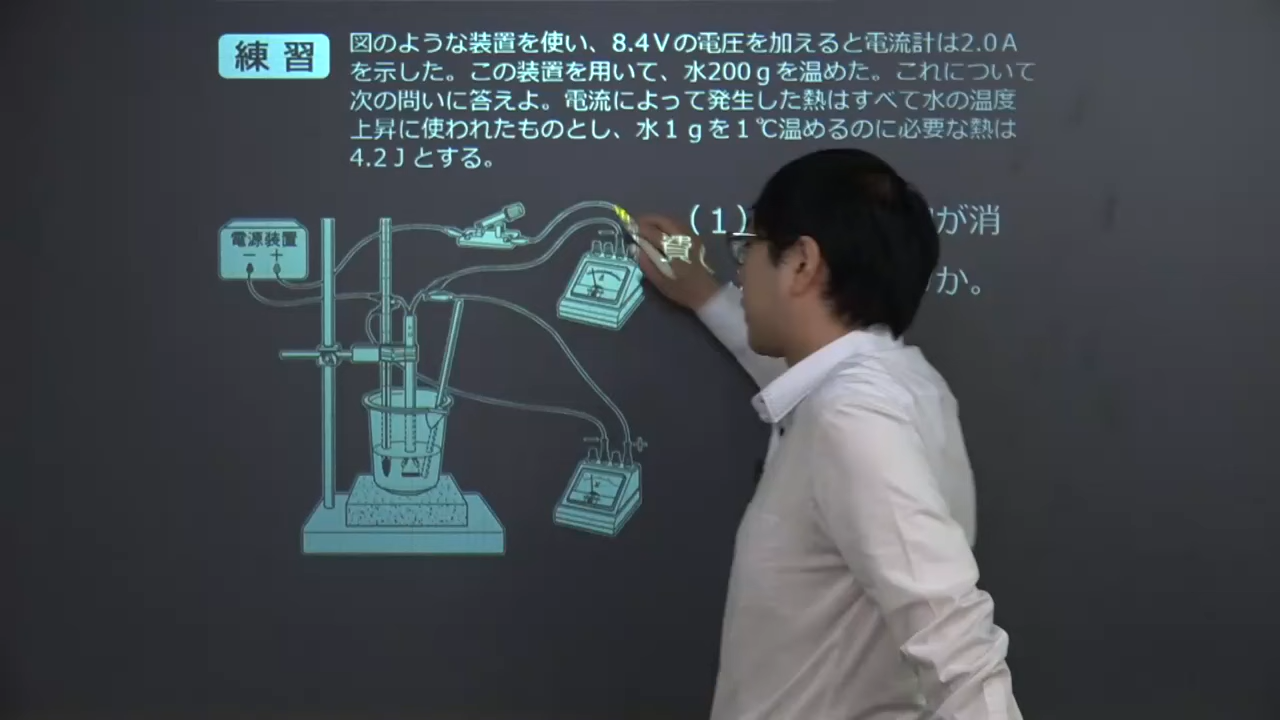 練習
図のような装置を使い、8.4Vの電圧を加えると電流計は2.0A
を示した。この装置を用いて、水200gを温めた。これについて
次の問いに答えよ。電流によって発生した熱はすべて水の温度
上昇に使われたものとし、水1gを1℃温めるのに必要な熱は
4.2Jとする。
(1)
が消
か。
電源装置
− +
− +
A